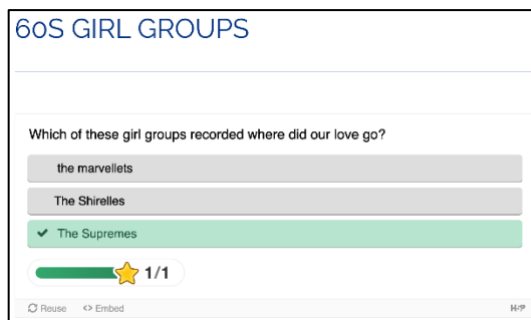 60S GIRL GROUPS
Which of these girl groups recorded where did our love go?
the marvellets
The Shirelles
The Supremes
1/1
Reuse <> Embed
H5P